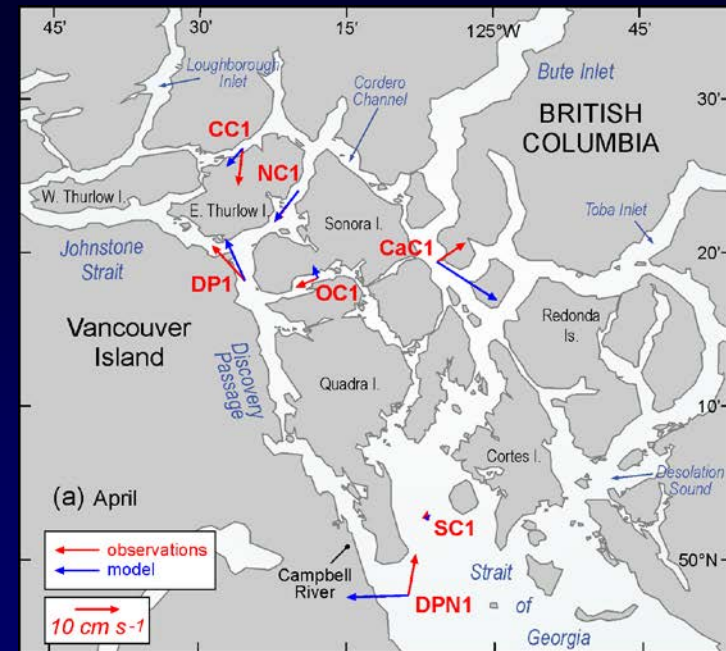 45'
30'
15'
125°W
45'
Loughborough
Inlet
Cordero
Channel
Bute Inlet
30'
BRITISH
COLUMBIA
CC1
NC1
W. Thurlow I.
E. Thurlow I.
Sonora I.
Toba Inlet
20'
Johnstone
Strait
CaC1
DP1
OC1
Redonda
Is.
Vancouver
Island
Discovery
Passage
Quadra I.
10'
Cortes I.
Desolation
Sound
(a) April
SC1
observations
model
Campbell
River
50°N
DPN1
Strait
of
Georgia
10 cm s-1